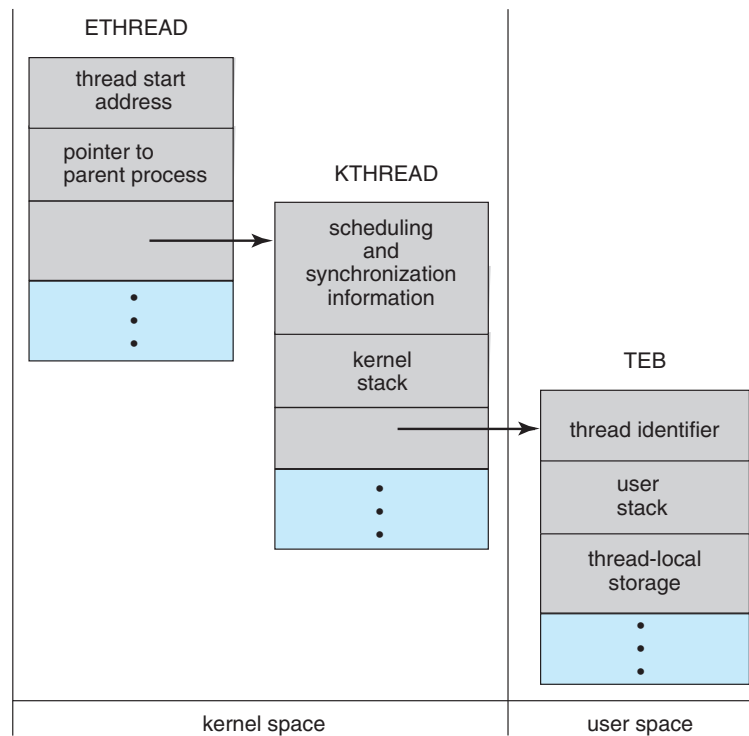 ETHREAD
thread start
address
pointer to
parent process
KTHREAD
scheduling
and
synchronization
information
kernel
stack
TEB
thread identifier
user
stack
thread-local
storage
kernel space
user space